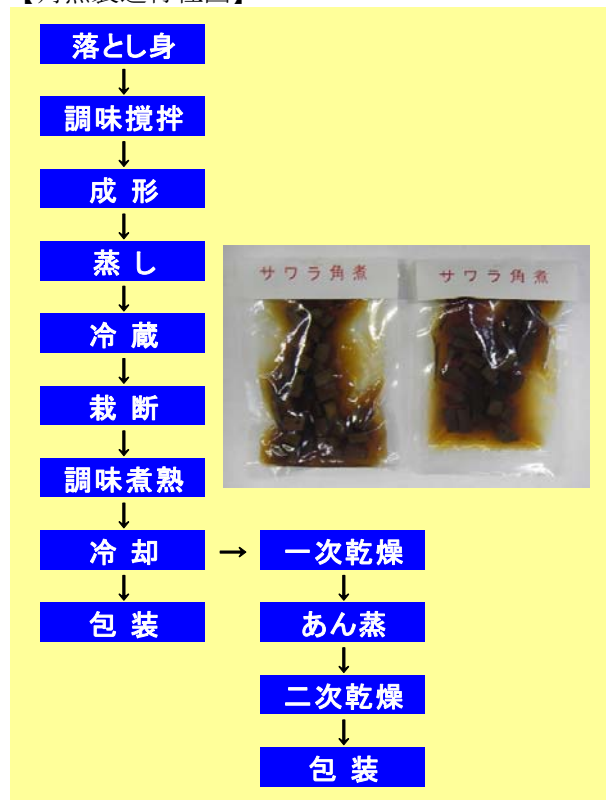 落とし身
↓
調味撹拌
↓
成 形
↓
蒸 し
↓
冷 蔵
↓
栽 断
↓
調味煮熟
↓
冷 却 → 一次乾燥
↓ ↓
包 装 あん蒸
↓
二次乾燥
↓
包 装
サワラ角煮
サワラ角煮